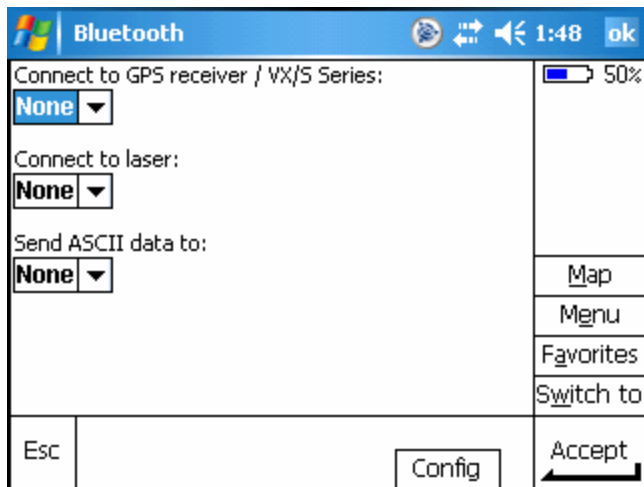 Bluetooth 1:48 ok
Connect to GPS receiver / VX/S Series:
50%
None
Connect to laser:
None
Send ASCII data to:
None
Map
Menu
Favorites
Switch to
Esc
Config
Accept